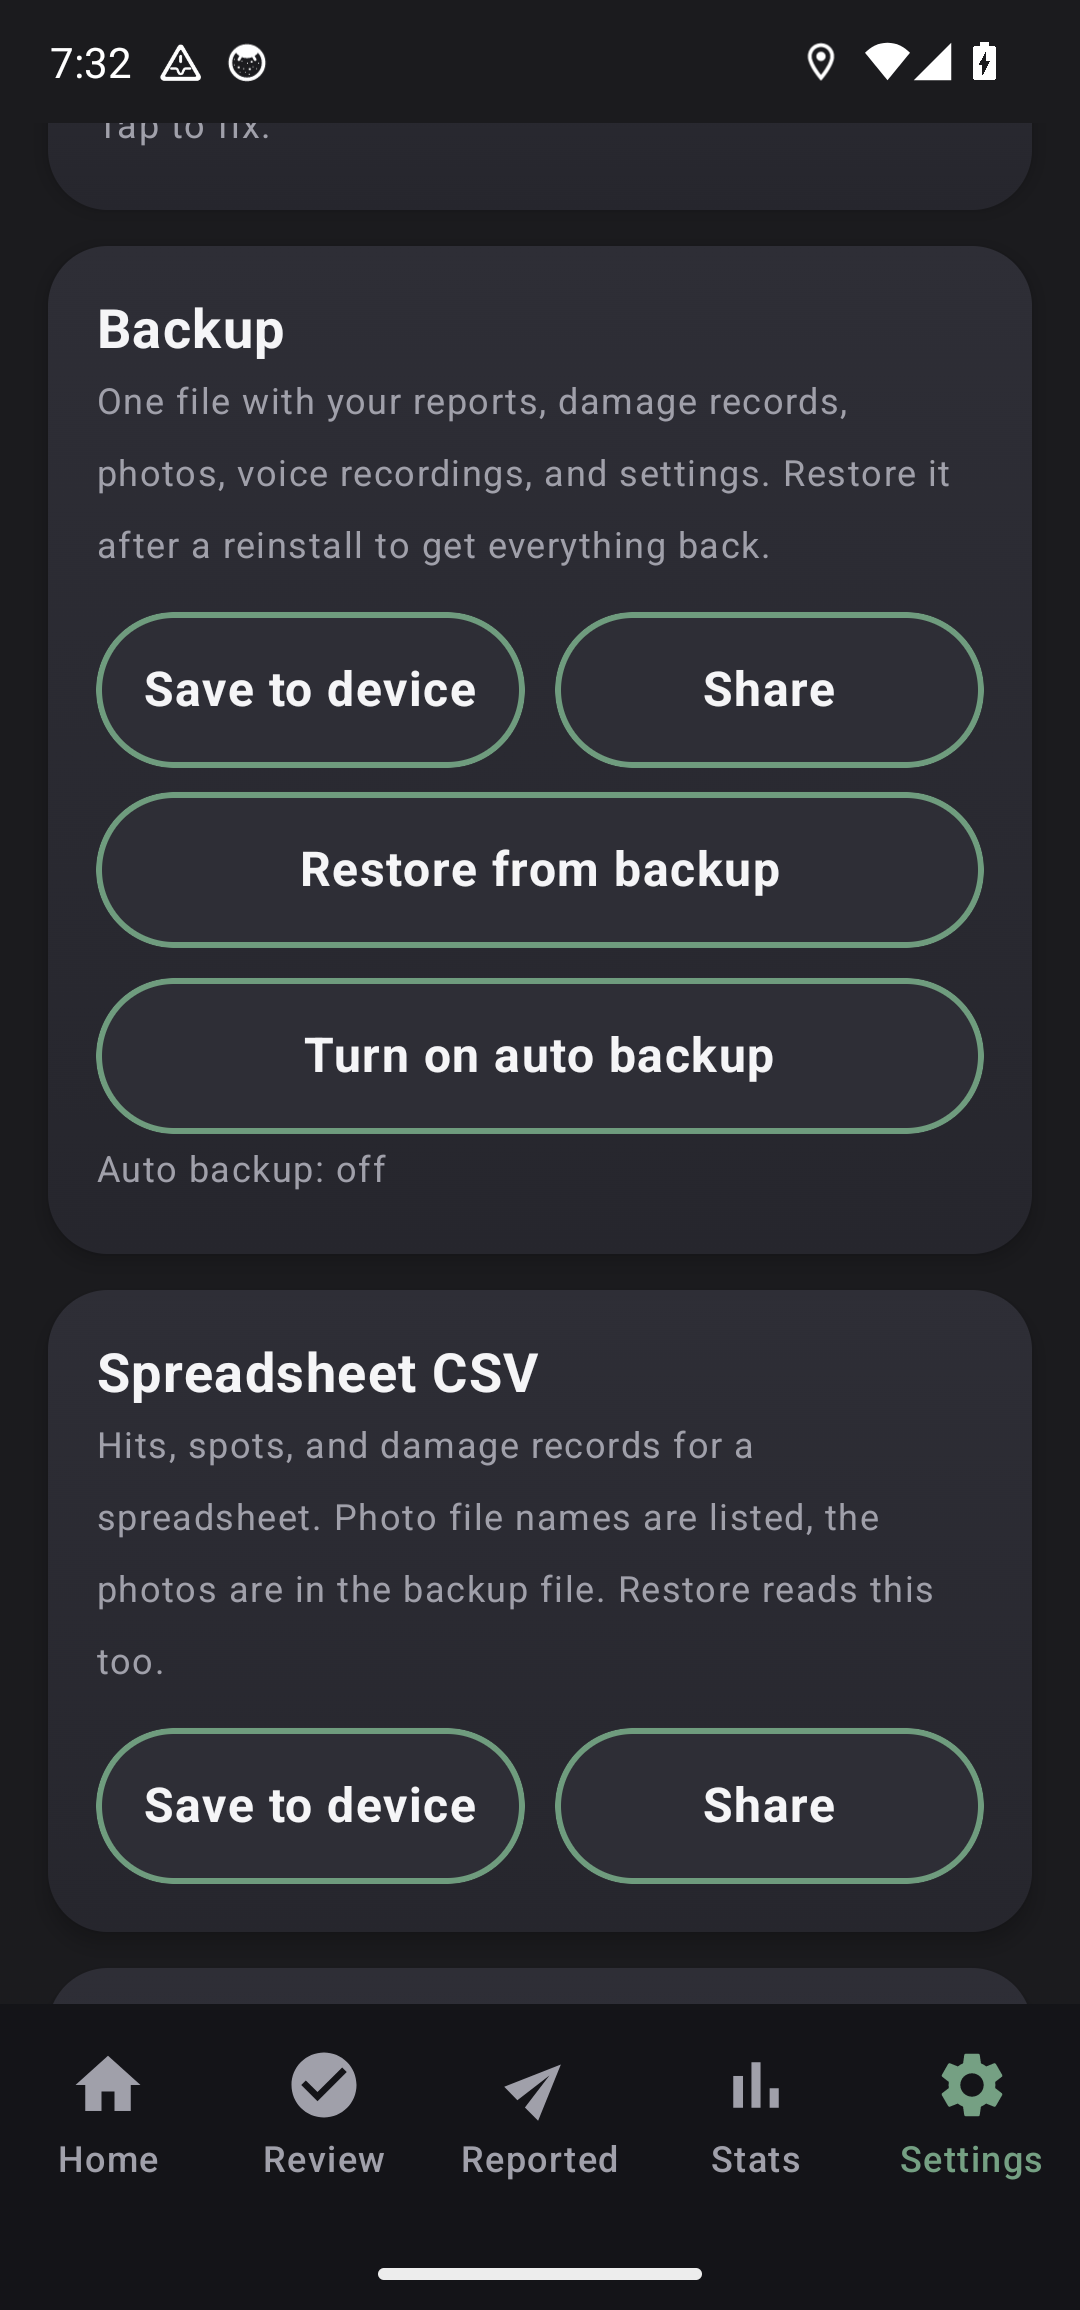 7:32
Tap to fix.
Backup
One file with your reports, damage records,
photos, voice recordings, and settings. Restore it
after a reinstall to get everything back.
Save to device
Share
Restore from backup
Turn on auto backup
Auto backup: off
Spreadsheet CSV
Hits, spots, and damage records for a
spreadsheet. Photo file names are listed, the
photos are in the backup file. Restore reads this
too.
Save to device
Share
Home
Review
Reported
Stats
Settings